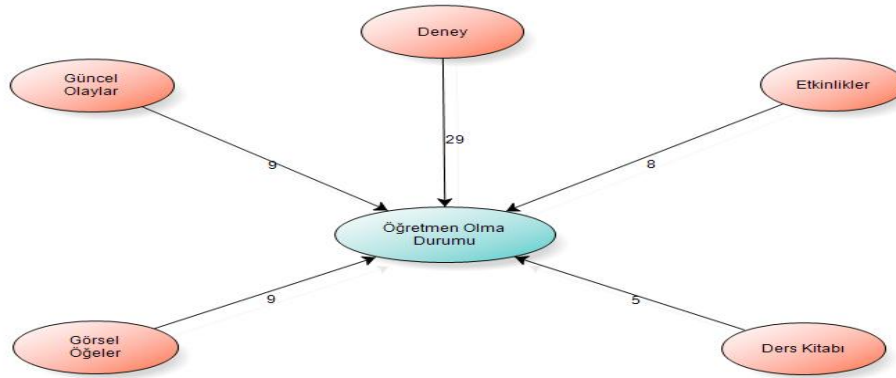 Deney
Güncel
Olaylar
Etkinlikler
29
9
8
Öğretmen Olma
Durumu
9
5
Görsel
Öğeler
Ders Kitabı